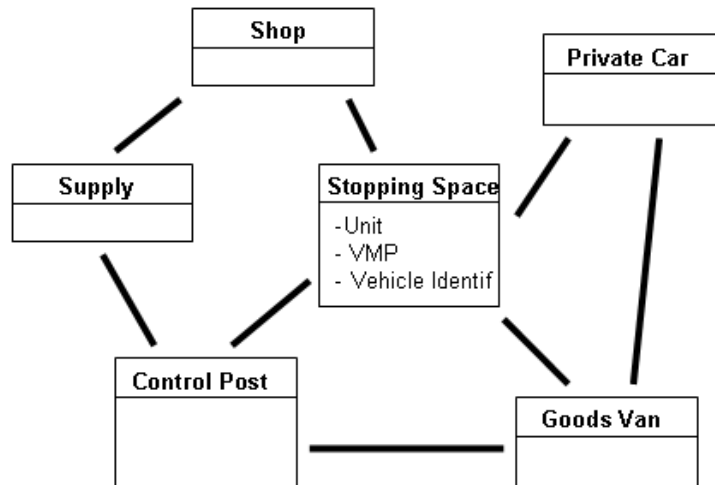 Shop
Private Car
Supply
Stopping Space
-Unit
- VMP
- Vehicle Identif
Control Post
Goods Van